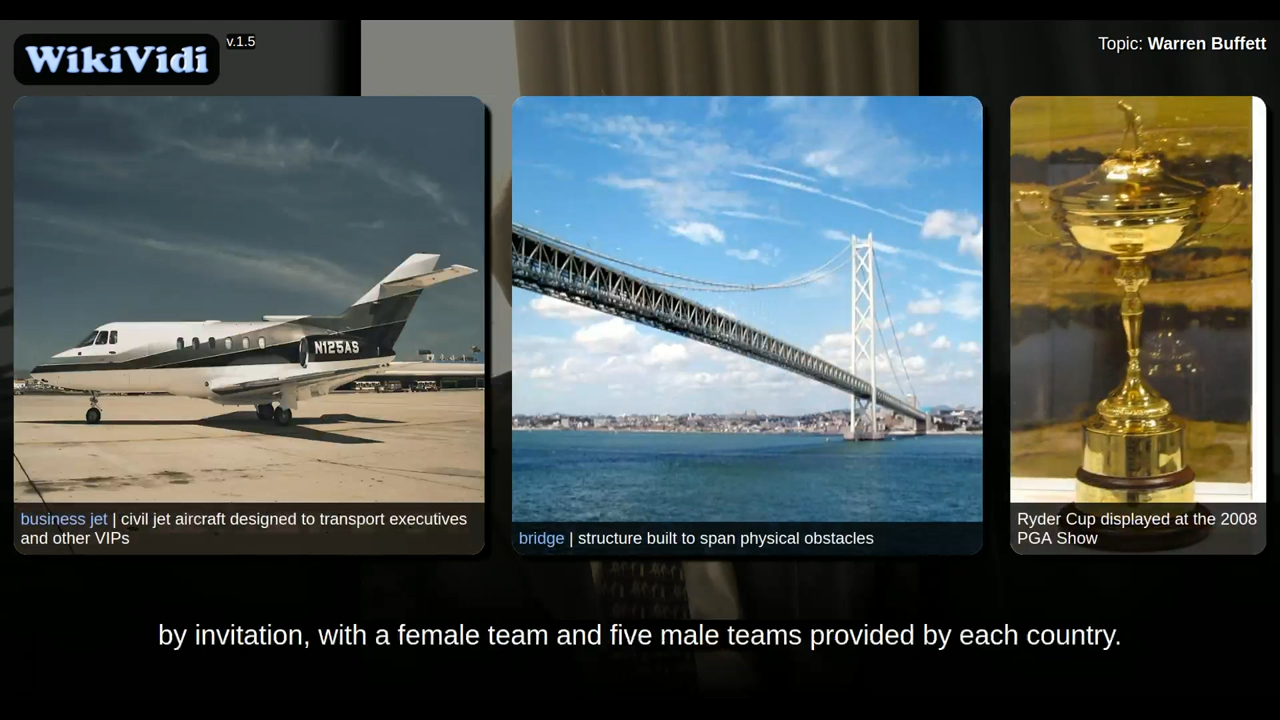 WikiVidi
v.1.5
Topic: Warren Buffett
N125AS
business jet | civil jet aircraft designed to transport executives
and other VIPs
bridge | structure built to span physical obstacles
Ryder Cup displayed at the 2008
PGA Show
by invitation, with a female team and five male teams provided by each country.